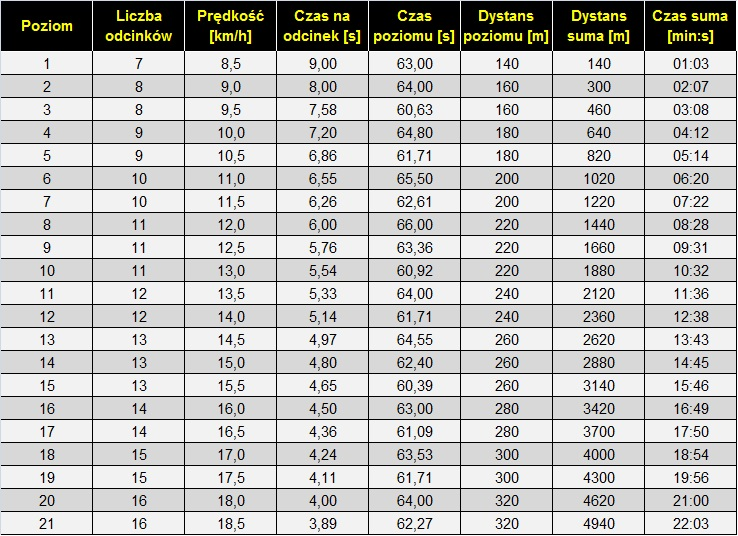 Poziom Liczba odcinków Prędkość [km/h] Czas na odcinek [s] Czas poziomu [s] Dystans poziomu [m] Dystans suma [m] Czas suma [min:s]
1 7 8,5 9,00 63,00 140 140 01:03
2 8 9,0 8,00 64,00 160 300 02:07
3 8 9,5 7,58 60,63 160 460 03:08
4 9 10,0 7,20 64,80 180 640 04:12
5 9 10,5 6,86 61,71 180 820 05:14
6 10 11,0 6,55 65,50 200 1020 06:20
7 10 11,5 6,26 62,61 200 1220 07:22
8 11 12,0 6,00 66,00 220 1440 08:28
9 11 12,5 5,76 63,36 220 1660 09:31
10 11 13,0 5,54 60,92 220 1880 10:32
11 12 13,5 5,33 64,00 240 2120 11:36
12 12 14,0 5,14 61,71 240 2360 12:38
13 13 14,5 4,97 64,55 260 2620 13:43
14 13 15,0 4,80 62,40 260 2880 14:45
15 13 15,5 4,65 60,39 260 3140 15:46
16 14 16,0 4,50 63,00 280 3420 16:49
17 14 16,5 4,36 61,09 280 3700 17:50
18 15 17,0 4,24 63,53 300 4000 18:54
19 15 17,5 4,11 61,71 300 4300 19:56
20 16 18,0 4,00 64,00 320 4620 21:00
21 16 18,5 3,89 62,27 320 4940 22:03